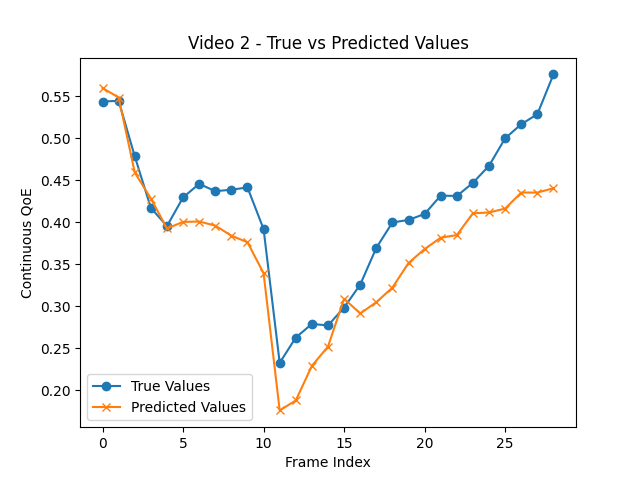 Video 2 - True vs Predicted Values
Continuous QoE
0.55
0.50
0.45
0.40
0.35
0.30
0.25
0.20
True Values
Predicted Values
0 5 10 15 20 25
Frame Index